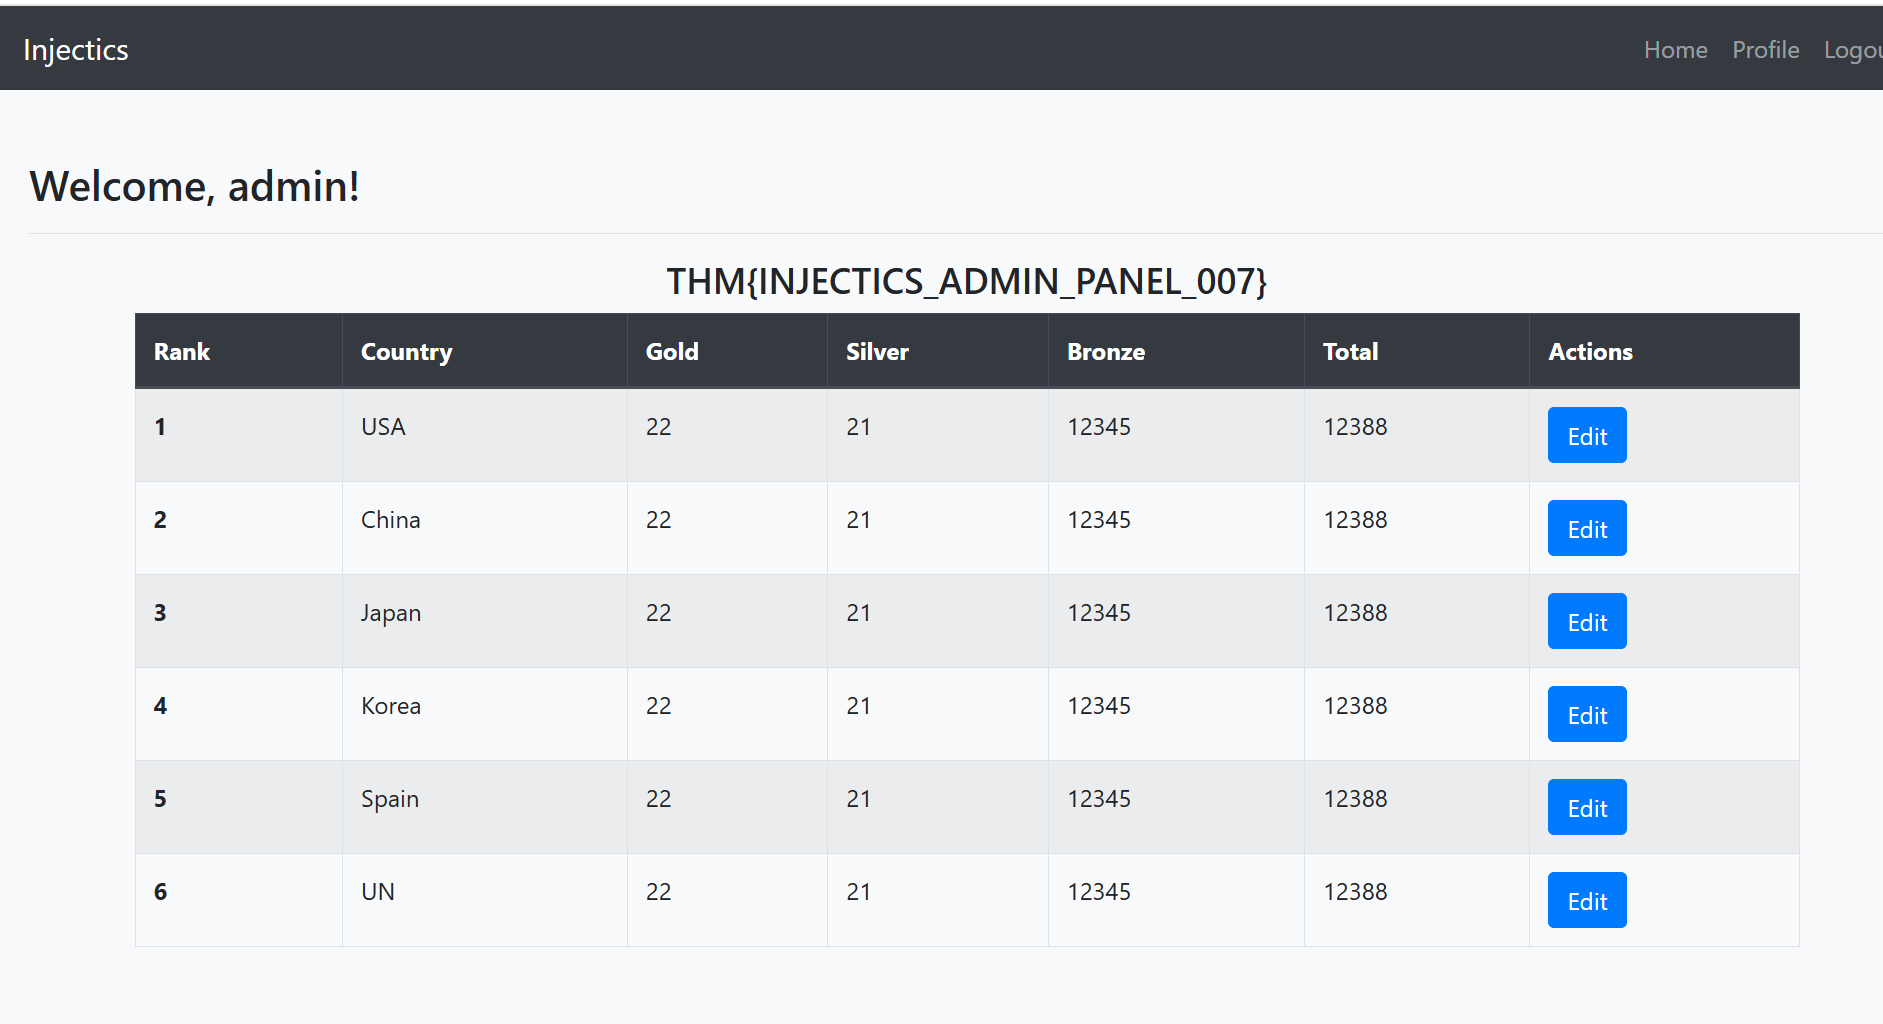 Injectics Home Profile Logou
Welcome, admin!
THM{INJECTICS_ADMIN_PANEL_007}
Rank Country Gold Silver Bronze Total Actions
1 USA 22 21 12345 12388 Edit
2 China 22 21 12345 12388 Edit
3 Japan 22 21 12345 12388 Edit
4 Korea 22 21 12345 12388 Edit
5 Spain 22 21 12345 12388 Edit
6 UN 22 21 12345 12388 Edit